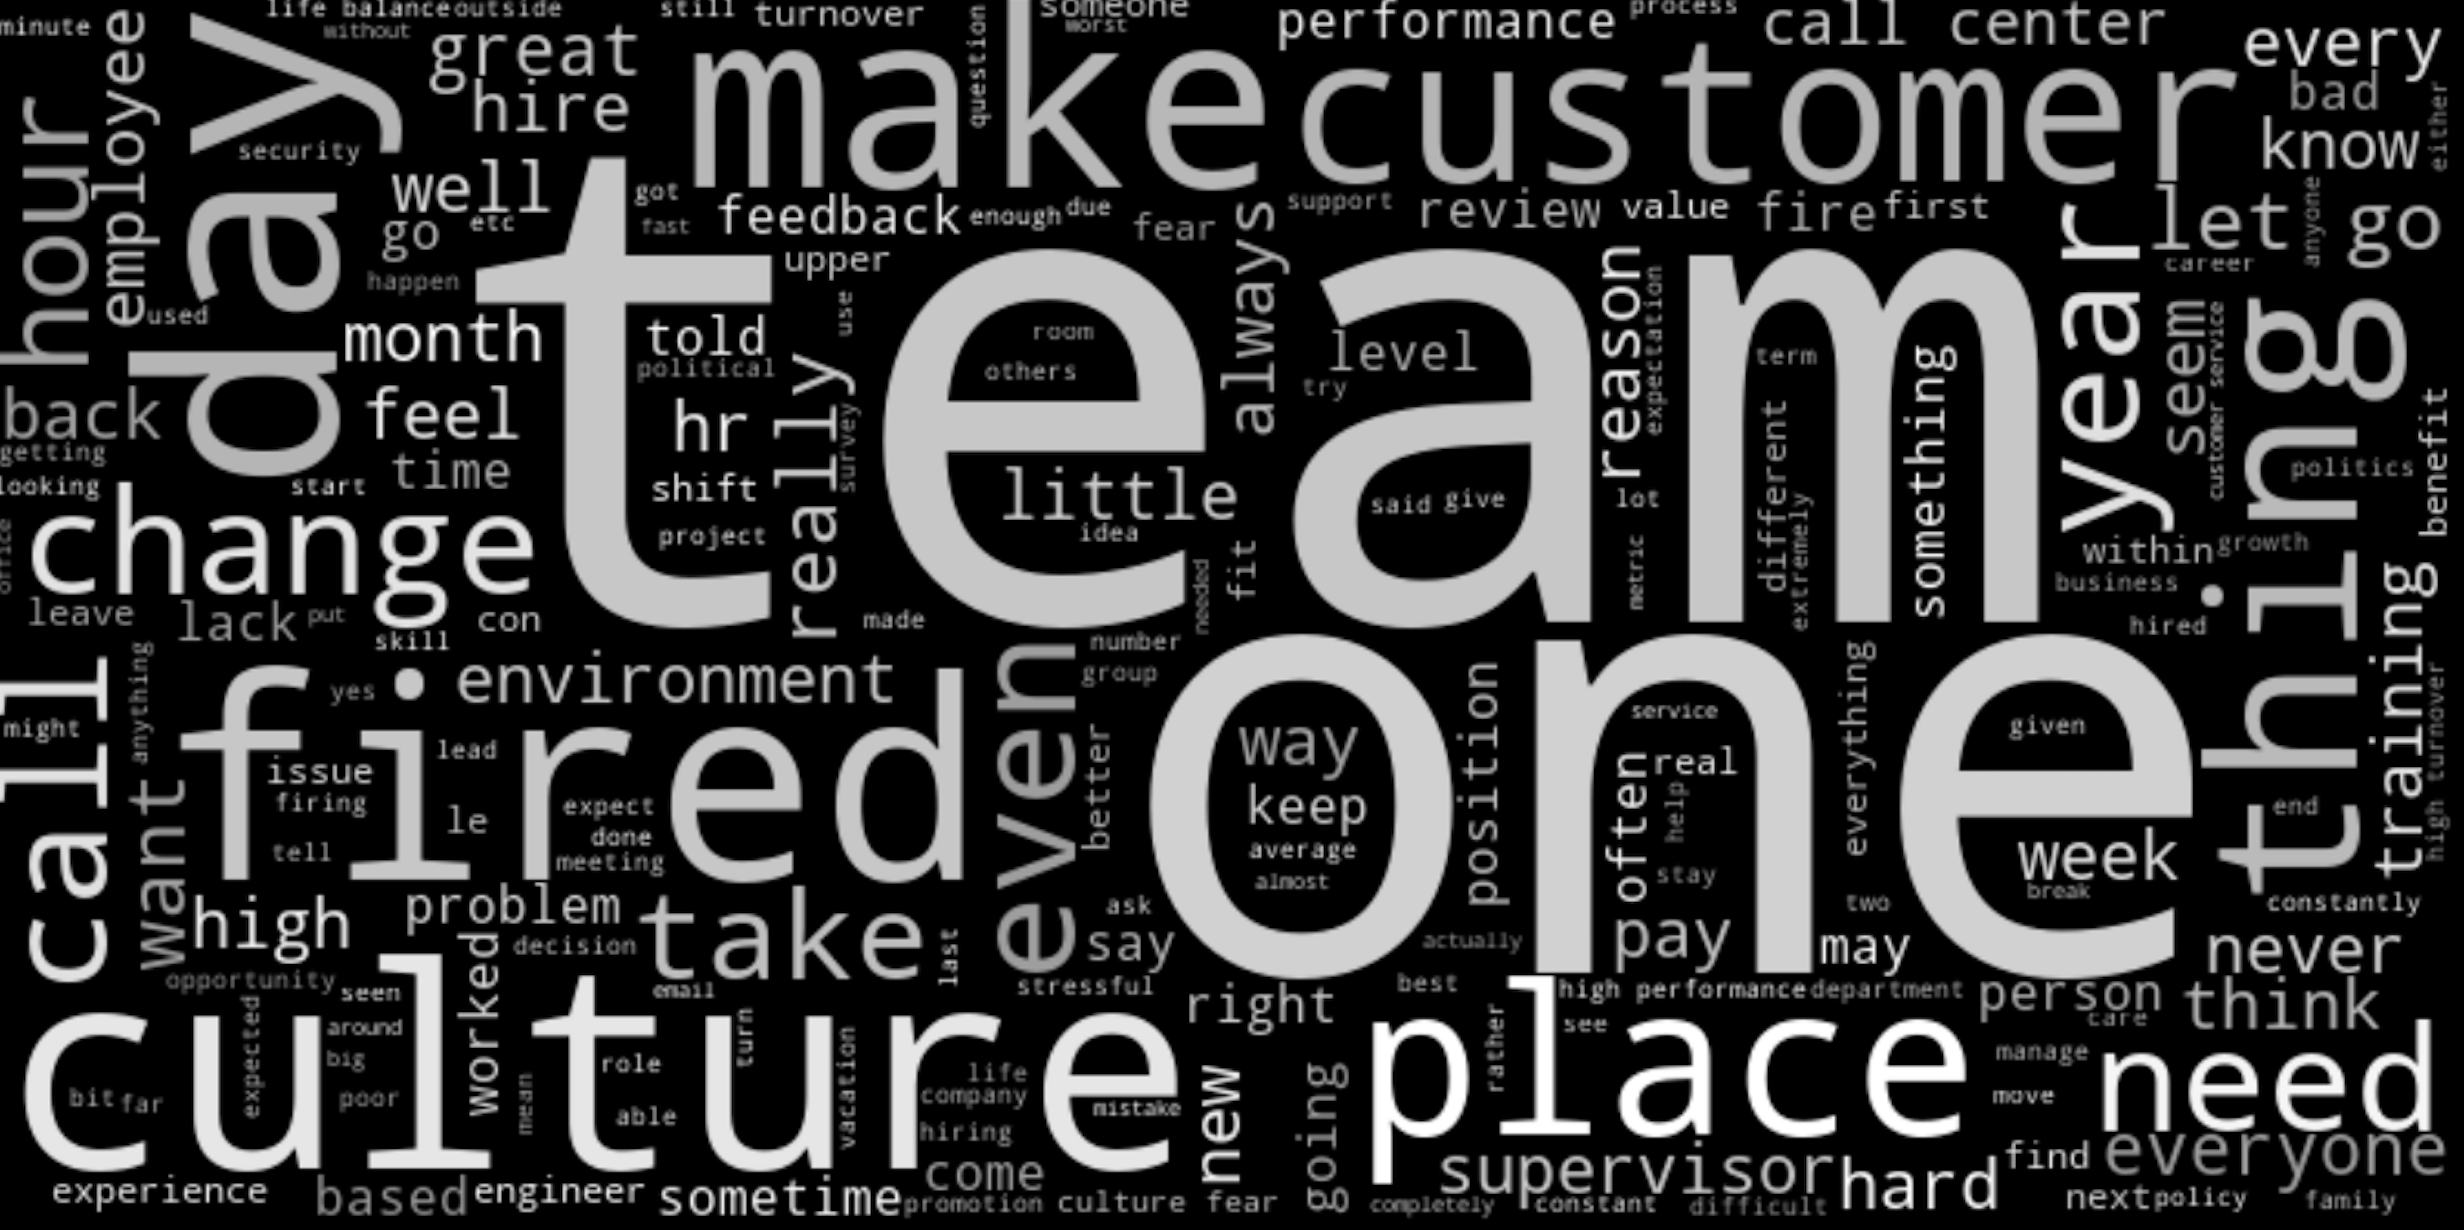 minute
life balance
outside
without
still
turnover
question
someone
worst
performance
process
call center
every
employee
great
hire
make
customer
bad
know
either
hour
day
security
well
go
etc
got
fast
feedback
enough
due
fear
always
support
review
value
fire
first
let go
anyone
career
happen
used
team
upper
use
month
told
political
really
survey
room
others
level
try
reason
expectation
term
something
year
seem
customer service
thing
politics
benefit
back
getting
looking
feel
time
start
hr
shift
project
little
idea
said
give
lot
metric
different
extremely
within
growth
business
hired
office
change
leave
lack
put
con
skill
made
needed
fit
number
group
training
high turnover
call
might
anything
want
yes
environment
fired
issue
firing
tell
lead
le
expect
done
meeting
even
better
one
way
keep
average
almost
position
service
often
real
help
stay
everything
two
given
week
break
end
constantly
high
problem
decision
take
last
ask
say
stressful
actually
pay
may
never
opportunity
seen
worked
email
right
best
high performance
department
person
care
think
culture
expected
around
big
bit
far
poor
mean
role
able
turn
vacation
life
company
hiring
mistake
new
going
place
rather
see
manage
move
need
experience
based
engineer
sometime
come
promotion
culture fear
completely
supervisor
constant
difficult
hard
find
everyone
next
policy
family